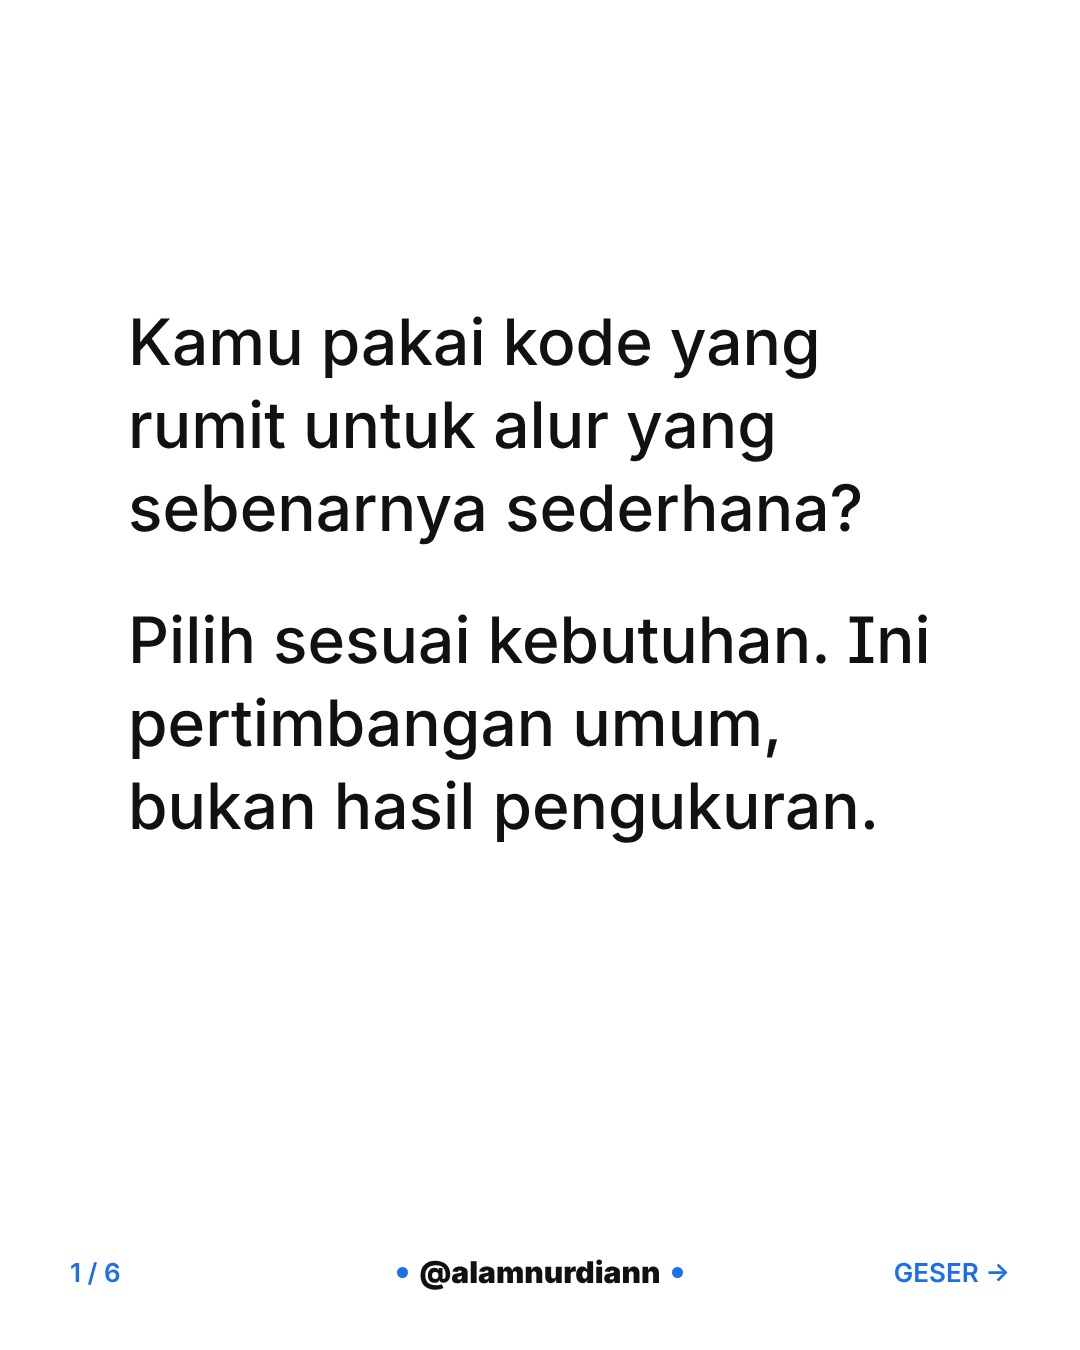 Kamu pakai kode yang
rumit untuk alur yang
sebenarnya sederhana?
Pilih sesuai kebutuhan. Ini
pertimbangan umum,
bukan hasil pengukuran.
1 / 6
• @alamnurdiann •
GESER →